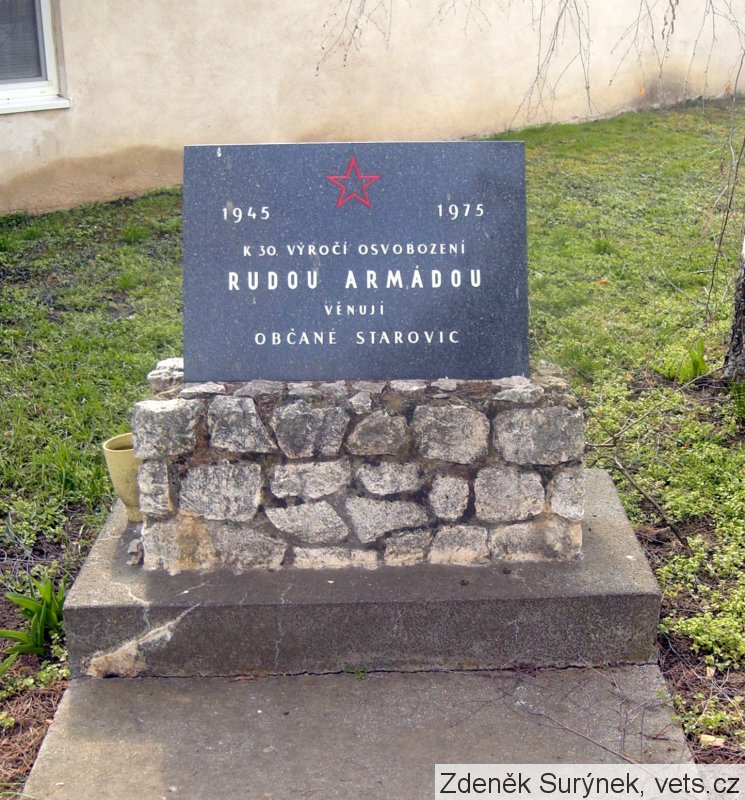 1945 1975
K 30. VÝROČÍ OSVOBOZENÍ
RUDOU ARMÁDOU
VĚNUJÍ
OBČANÉ STAROVIC
Zdeněk Surýnek, vets.cz